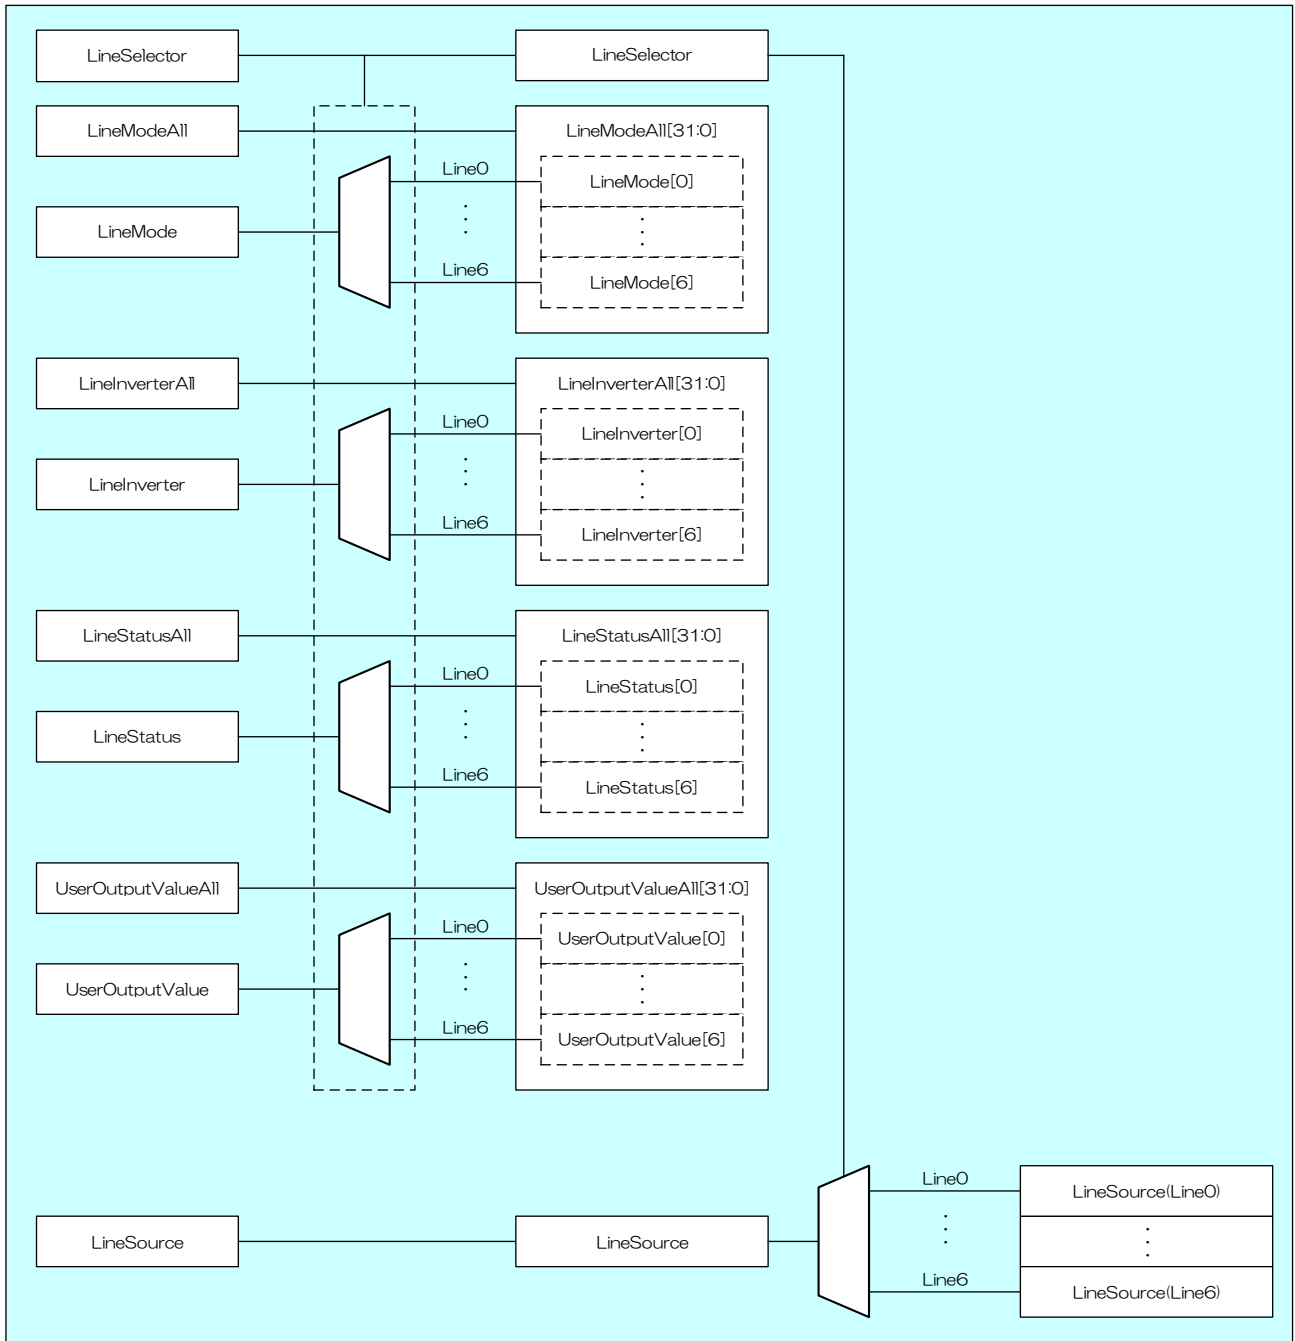 LineSelector
LineSelector
LineModeAll
LineModeAll[31:0]
Line0
LineMode[0]
LineMode
Line6
LineMode[6]
LineInverterAll
LineInverterAll[31:0]
Line0
LineInverter[0]
LineInverter
Line6
LineInverter[6]
LineStatusAll
LineStatusAll[31:0]
Line0
LineStatus[0]
LineStatus
Line6
LineStatus[6]
UserOutputValueAll
UserOutputValueAll[31:0]
Line0
UserOutputValue[0]
UserOutputValue
Line6
UserOutputValue[6]
Line0
LineSource(Line0)
LineSource
LineSource
Line6
LineSource(Line6)